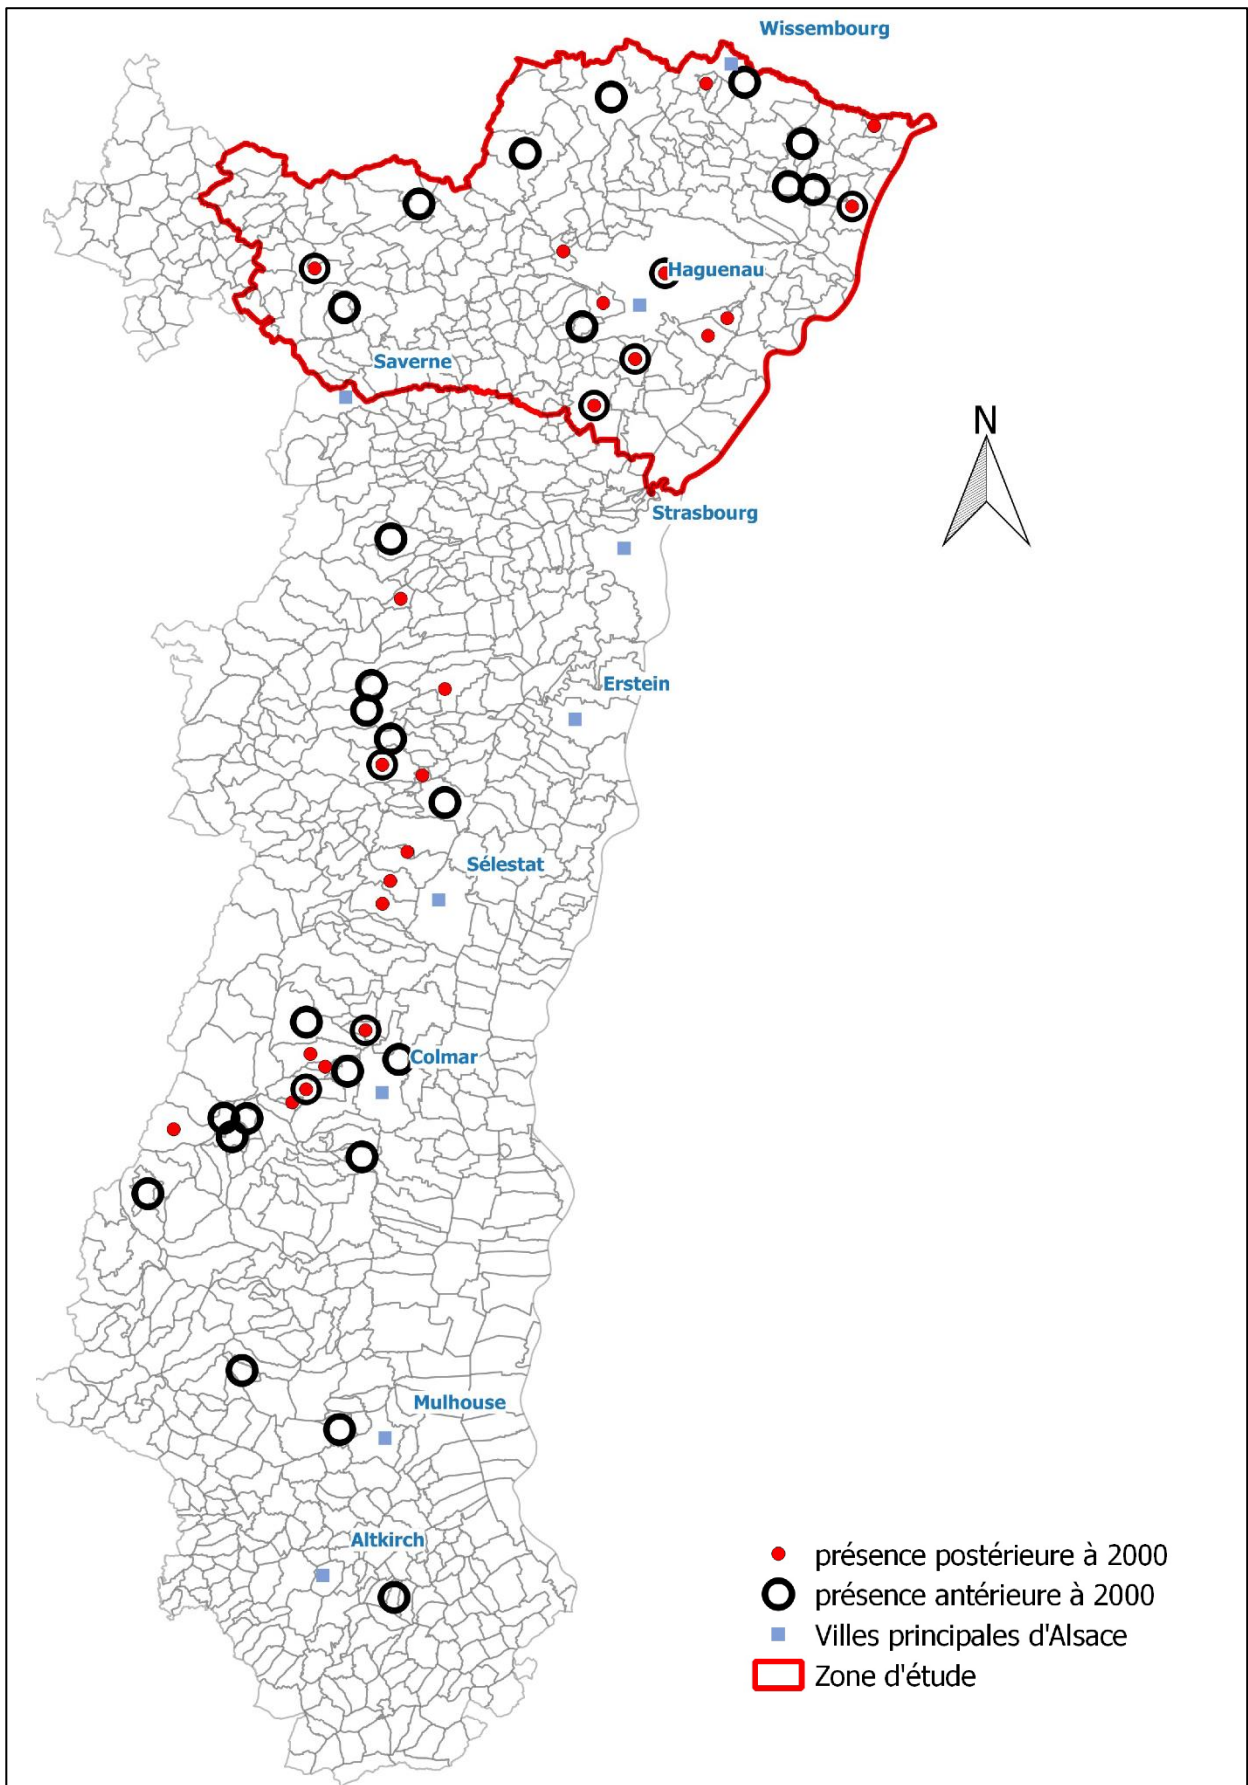 Wissembourg
Haguenau
Saverne
N
Strasbourg
Erstein
Sélestat
Colmar
Mulhouse
Altkirch
présence postérieure à 2000
présence antérieure à 2000
Villes principales d'Alsace
Zone d'étude